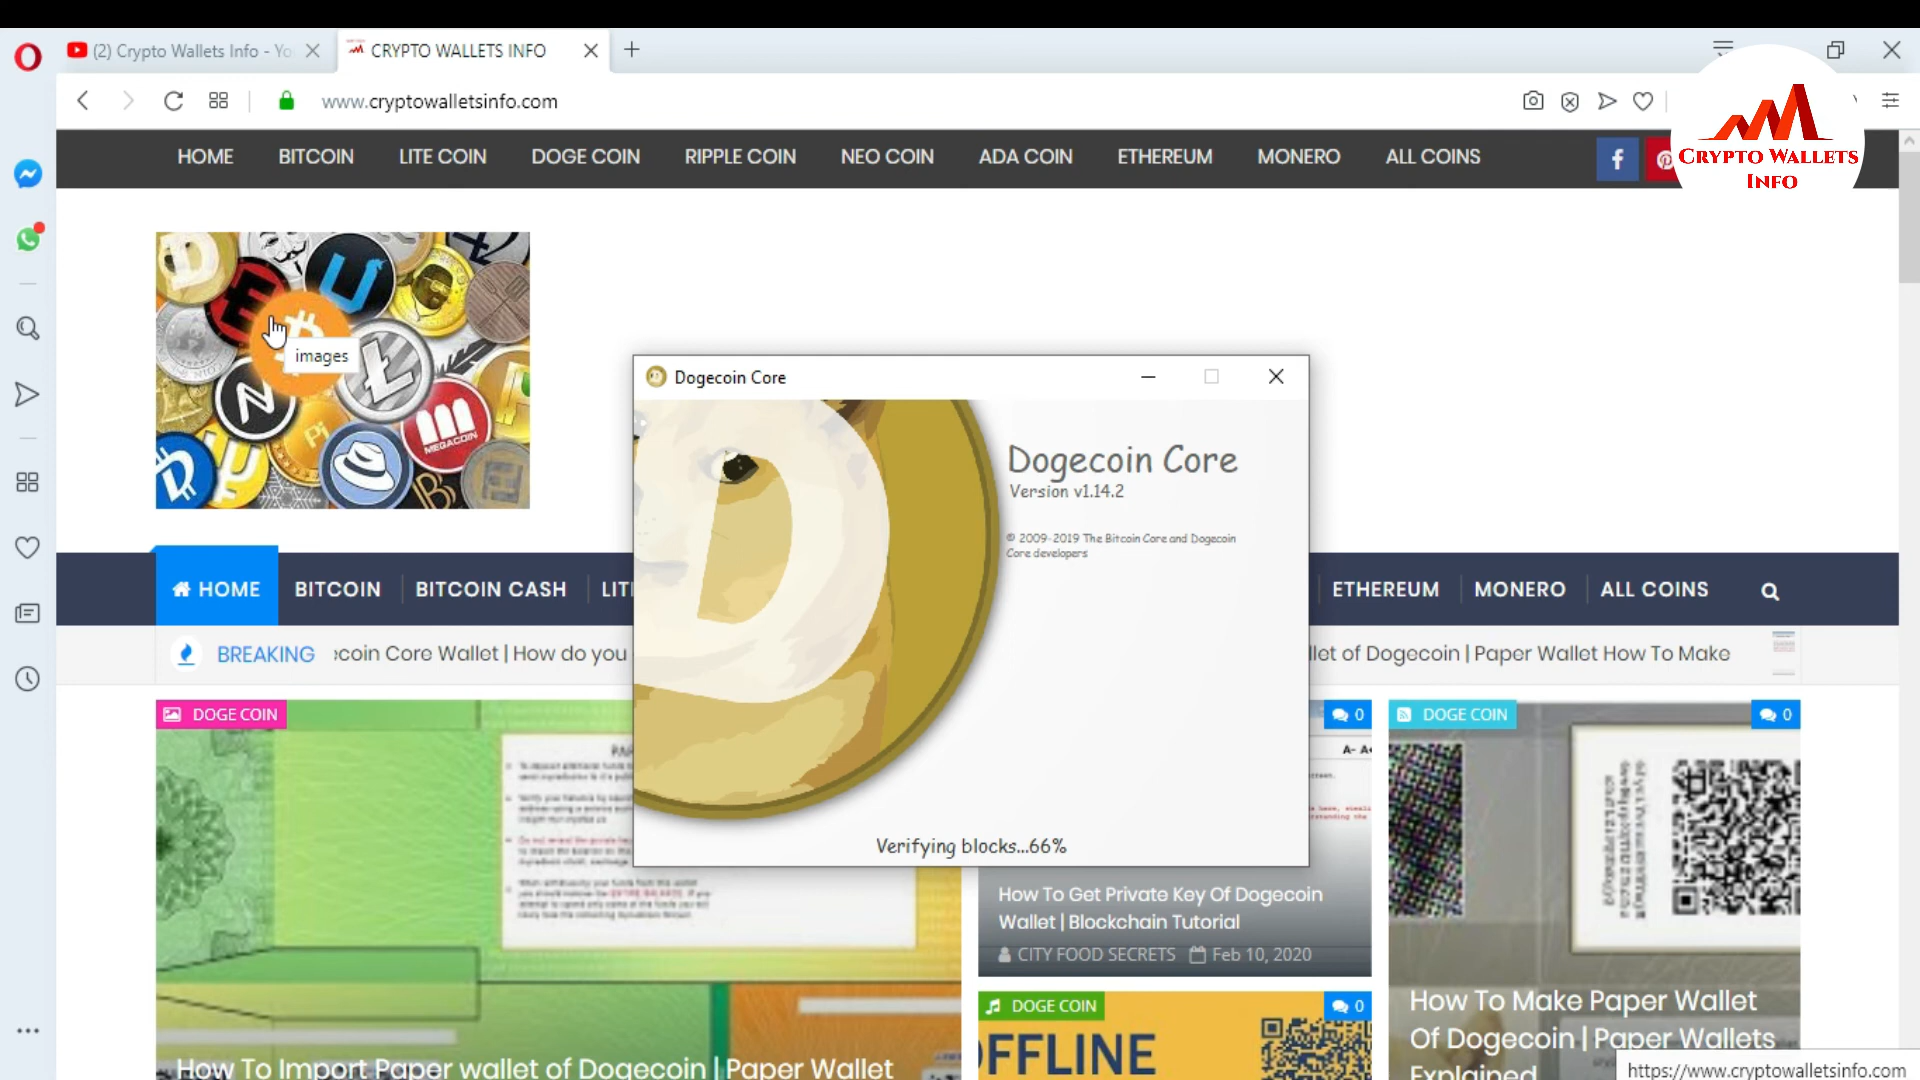 (2) Crypto Wallets Info - Yo
CRYPTO WALLETS INFO
www.cryptowalletsinfo.com
CRYPTO WALLETS
INFO
HOME BITCOIN LITE COIN DOGE COIN RIPPLE COIN NEO COIN ADA COIN ETHEREUM MONERO ALL COINS
images
MEGACOIN
Dogecoin Core
Dogecoin Core
Version v1.14.2
© 2009-2019 The Bitcoin Core and Dogecoin
Core developers
Verifying blocks...66%
HOME BITCOIN BITCOIN CASH LIT ETHEREUM MONERO ALL COINS
BREAKING coin Core Wallet | How do you llet of Dogecoin | Paper Wallet How To Make
DOGE COIN
How To Import Paper wallet of Dogecoin | Paper Wallet
0
A- A
How To Get Private Key Of Dogecoin
Wallet | Blockchain Tutorial
CITY FOOD SECRETS Feb 10, 2020
DOGE COIN 0
OFFLINE
DOGE COIN 0
How To Make Paper Wallet
Of Dogecoin | Paper Wallets
Explained
https://www.cryptowalletsinfo.com